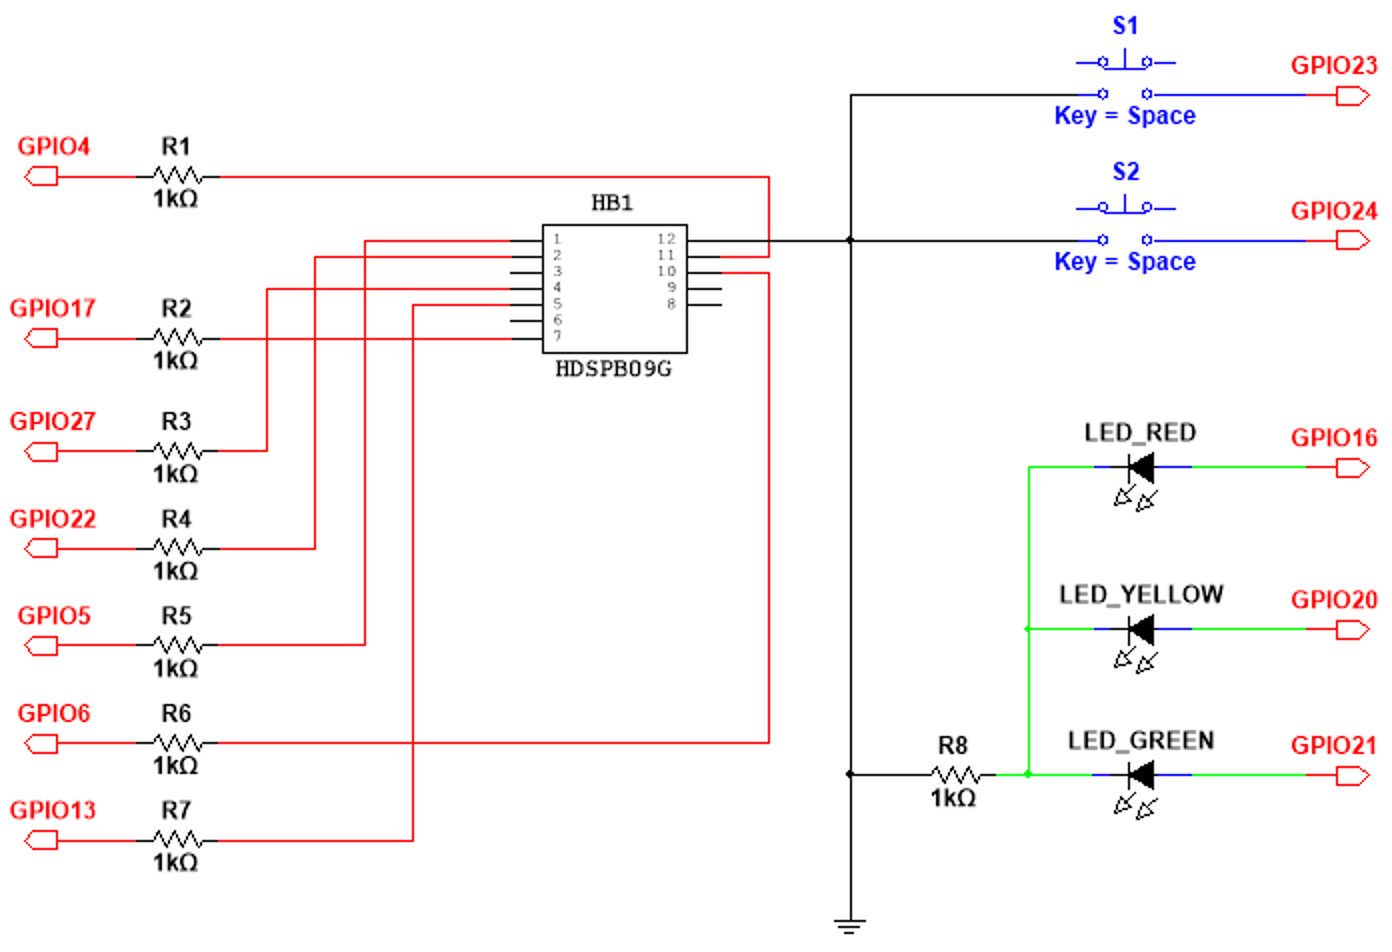 S1
GPIO23
Key = Space
GPIO4
R1
1kΩ
S2
GPIO24
Key = Space
HB1
1
2
3
4
5
6
7
12
11
10
9
8
HDSPB09G
GPIO17
R2
1kΩ
GPIO27
R3
1kΩ
GPIO22
R4
1kΩ
GPIO5
R5
1kΩ
GPIO6
R6
1kΩ
GPIO13
R7
1kΩ
LED_RED
GPIO16
LED_YELLOW
GPIO20
LED_GREEN
GPIO21
R8
1kΩ